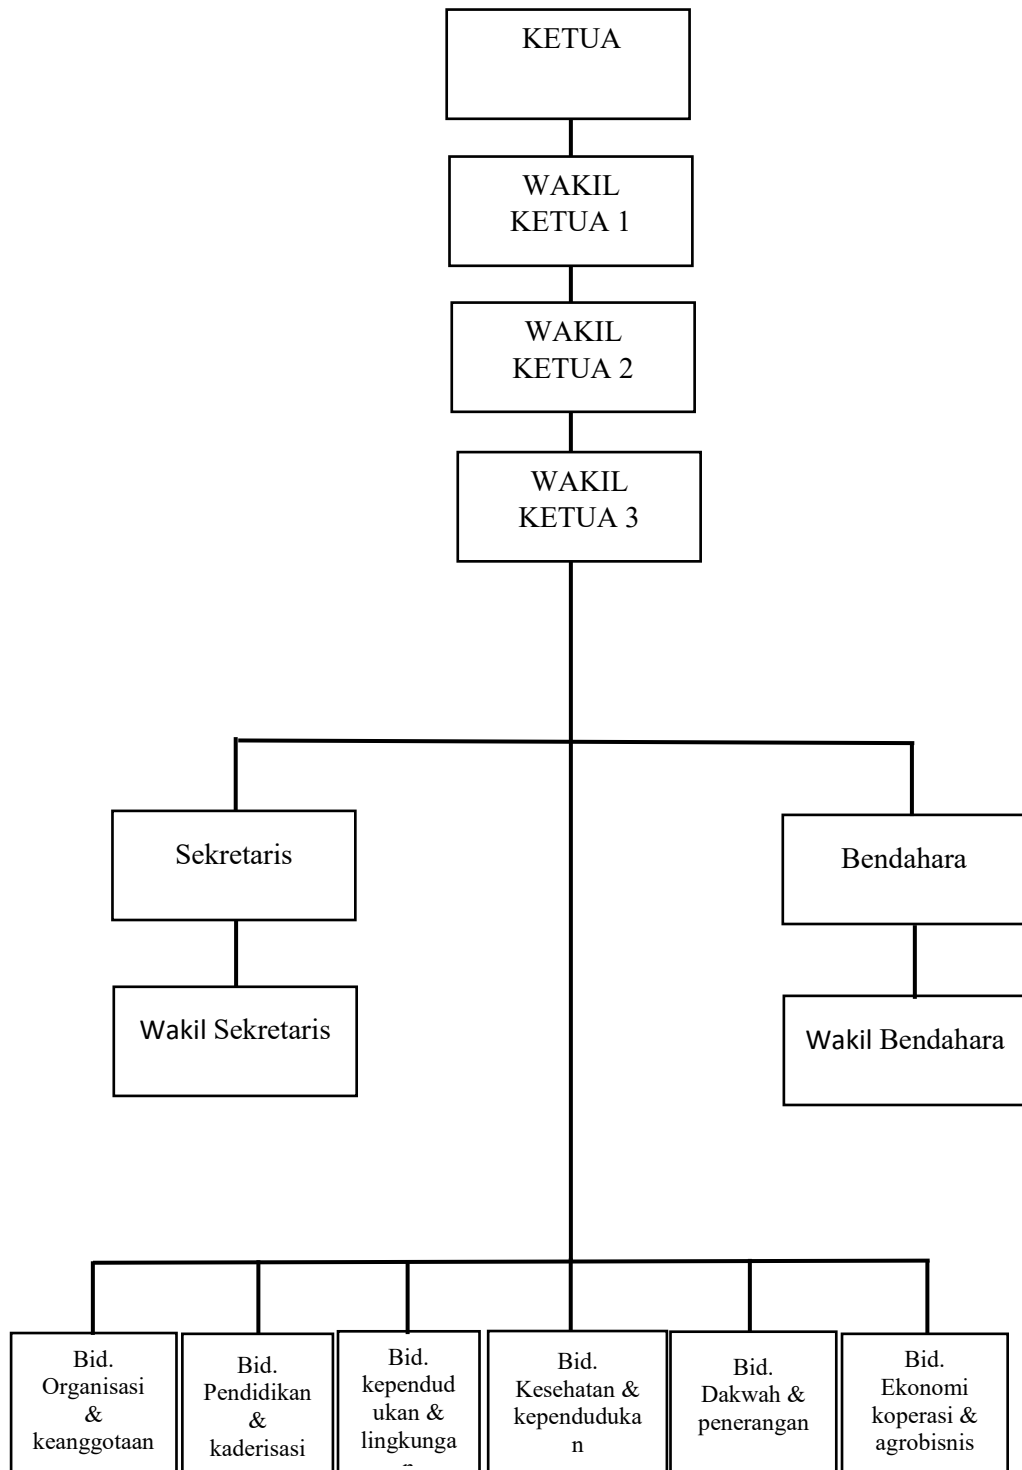 KETUA
WAKIL
KETUA 1
WAKIL
KETUA 2
WAKIL
KETUA 3
Sekretaris
Bendahara
Wakil Sekretaris
Wakil Bendahara
Bid.
Organisasi
&
keanggotaan
Bid.
Pendidikan
&
kaderisasi
Bid.
kependud
ukan &
lingkunga
n
Bid.
Kesehatan &
kependuduka
n
Bid.
Dakwah &
penerangan
Bid.
Ekonomi
koperasi &
agrobisnis